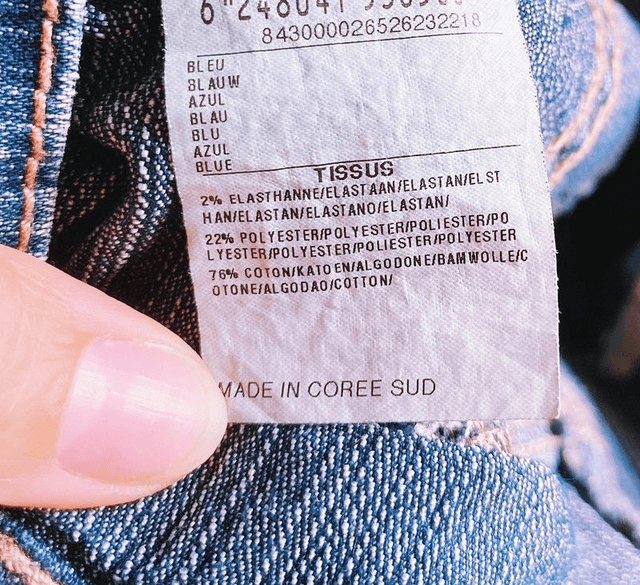 843000026526232218
BLEU
BLAUW
AZUL
BLAU
BLU
AZUL
BLUE
TISSUS
2% ELASTHANNE/ELASTAAN/ELASTAN/ELST
HAN/ELASTAN/ELASTANO/ELASTAN/
22% POLYESTER/POLYESTER/POLIESTER/PO
LYESTER/POLYESTER/POLIESTER/POLYESTER
76% COTON/KATOEN/ALGODONE/BAMWOLLE/C
OTONE/ALGODAO/COTTON/
MADE IN COREE SUD